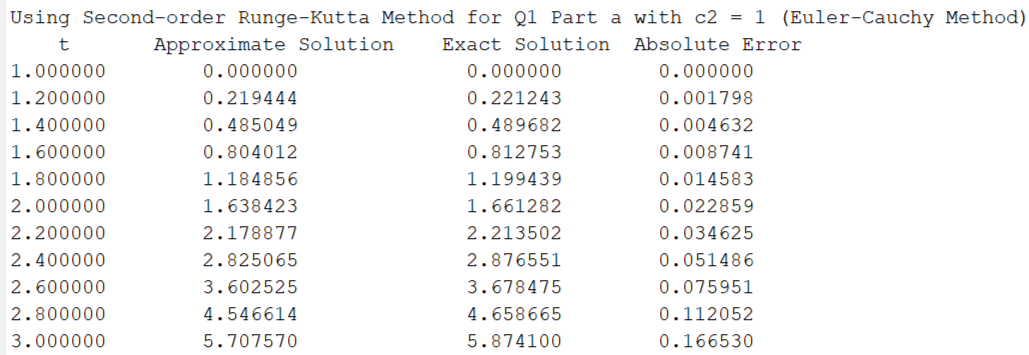 Using Second-order Runge-Kutta Method for Q1 Part a with c2 = 1 (Euler-Cauchy Method)
t Approximate Solution Exact Solution Absolute Error
1.000000 0.000000 0.000000 0.000000
1.200000 0.219444 0.221243 0.001798
1.400000 0.485049 0.489682 0.004632
1.600000 0.804012 0.812753 0.008741
1.800000 1.184856 1.199439 0.014583
2.000000 1.638423 1.661282 0.022859
2.200000 2.178877 2.213502 0.034625
2.400000 2.825065 2.876551 0.051486
2.600000 3.602525 3.678475 0.075951
2.800000 4.546614 4.658665 0.112052
3.000000 5.707570 5.874100 0.166530